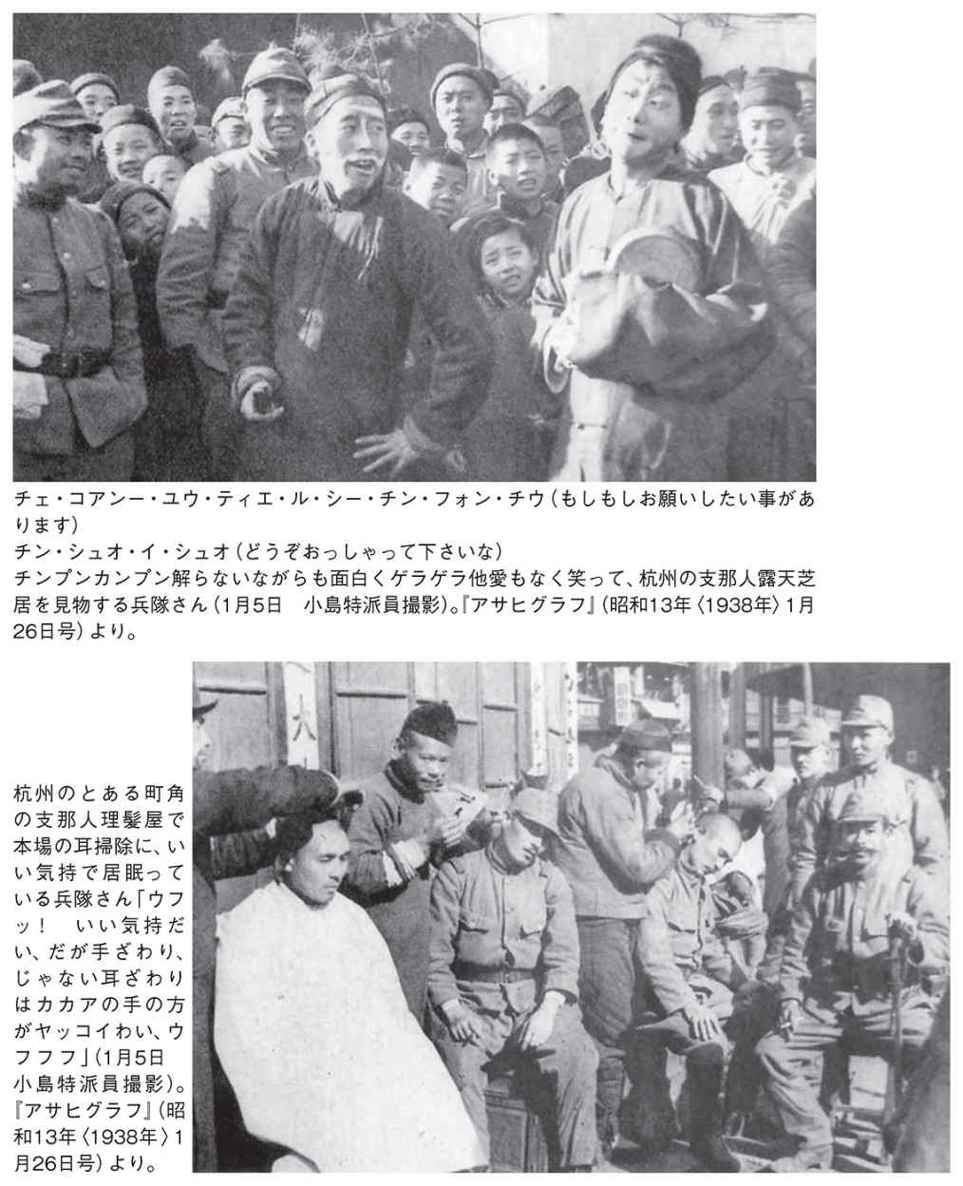 チェ・コアンー・ユウ・ティエ・ル・シー・チン・フォン・チウ（もしもしお願いしたい事があ
ります）
チン・シュオ・イ・シュオ（どうぞおっしゃって下さいな）
チンプンカンプン解らないながらも面白くゲラゲラ他愛もなく笑って、杭州の支那人露天芝
居を見物する兵隊さん（1月5日　小島特派員撮影）。『アサヒグラフ』（昭和13年〈1938年〉1月
26日号）より。
杭州のとある町角
の支那人理髪屋で
本場の耳掃除に、い
い気持で居眠って
いる兵隊さん「ウフ
ッ！　いい気持だ
い、だが手ざわり、
じゃない耳ざわり
はカカアの手の方
がヤッコイわい、ウ
フフフ」（1月5日
小島特派員撮影）。
『アサヒグラフ』（昭
和13年〈1938年〉1
月26日号）より。
大